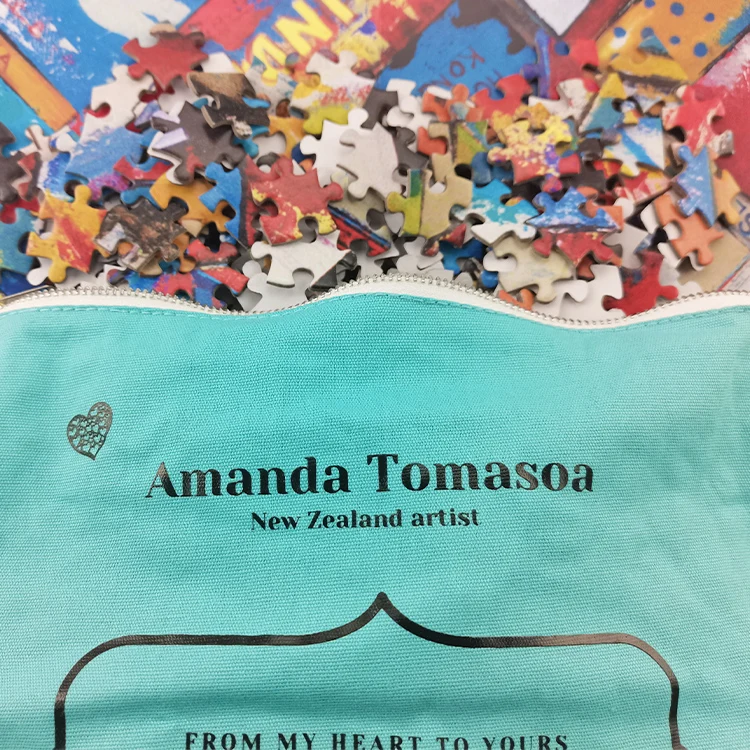 Amanda Tomasoa
New Zealand artist
FROM MY HEART TO YOURS